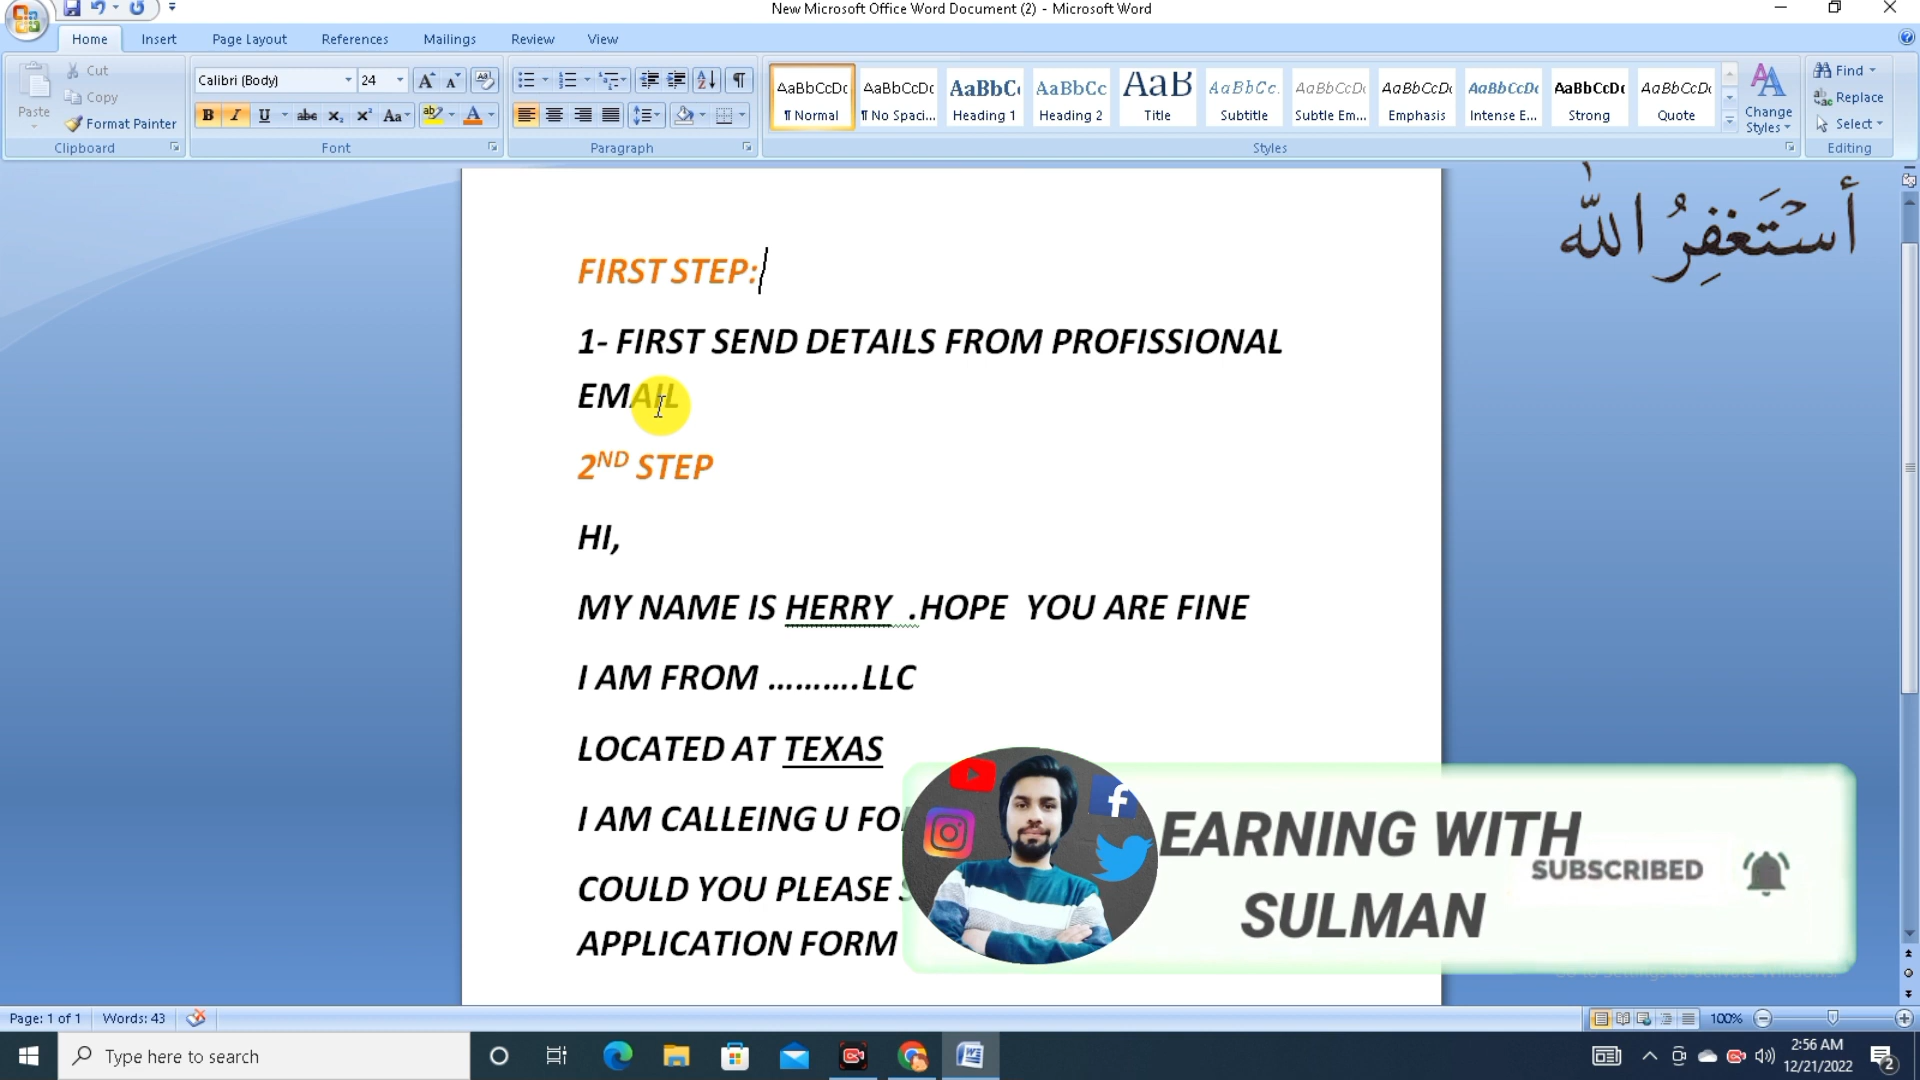 New Microsoft Office Word Document (2) - Microsoft Word
Home Insert Page Layout References Mailings Review View
Paste
Cut
Copy
Format Painter
Clipboard
Calibri (Body) 24
Font
Paragraph
AaBbCcDc AaBbCcDc AaBbC AaBbCc AaB AaBbCc. AaBbCcDc AaBbCcDc AaBbCcDc AaBbCcDc AaBbCcDc
¶ Normal ¶ No Spaci... Heading 1 Heading 2 Title Subtitle Subtle Em... Emphasis Intense E... Strong Quote
Change Styles
Styles
Find
Replace
Select
Editing
أَسْتَغْفِرُ اللّٰه
FIRST STEP:
1- FIRST SEND DETAILS FROM PROFISSIONAL
EMAIL
2ND STEP
HI,
MY NAME IS HERRY .HOPE YOU ARE FINE
I AM FROM ……….LLC
LOCATED AT TEXAS
I AM CALLEING U
COULD YOU PLEASE
APPLICATION FORM
EARNING WITH
SULMAN
SUBSCRIBED
Page: 1 of 1 Words: 43 100%
Type here to search
2:56 AM
12/21/2022
2